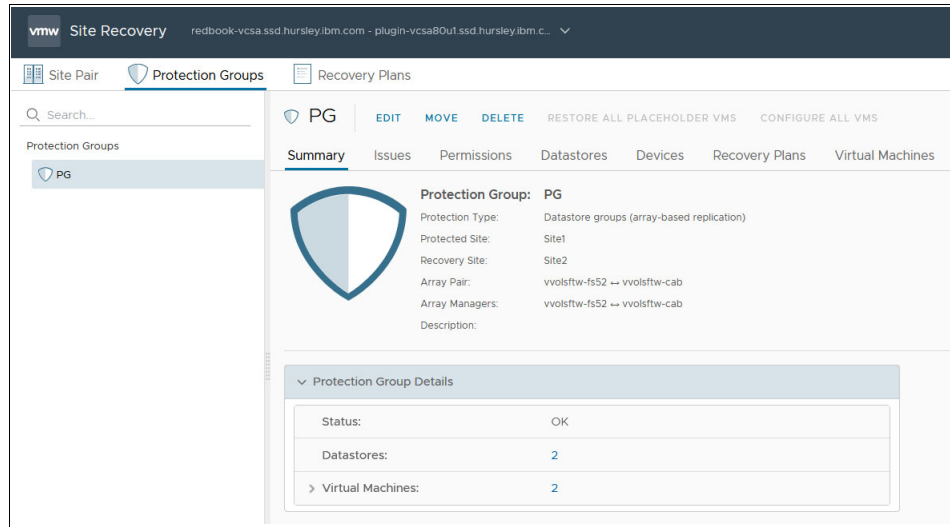 vmw Site Recovery redbook-vcsa.ssd.hursley.ibm.com - plugin-vcsa80u1.ssd.hursley.ibm.c...
Site Pair Protection Groups Recovery Plans
Search...
Protection Groups
PG
PG EDIT MOVE DELETE RESTORE ALL PLACEHOLDER VMS CONFIGURE ALL VMS
Summary Issues Permissions Datastores Devices Recovery Plans Virtual Machines
Protection Group: PG
Protection Type: Datastore groups (array-based replication)
Protected Site: Site1
Recovery Site: Site2
Array Pair: vvolsftw-fs52 ↔ vvolsftw-cab
Array Managers: vvolsftw-fs52 ↔ vvolsftw-cab
Description:
Protection Group Details
Status: OK
Datastores: 2
Virtual Machines: 2